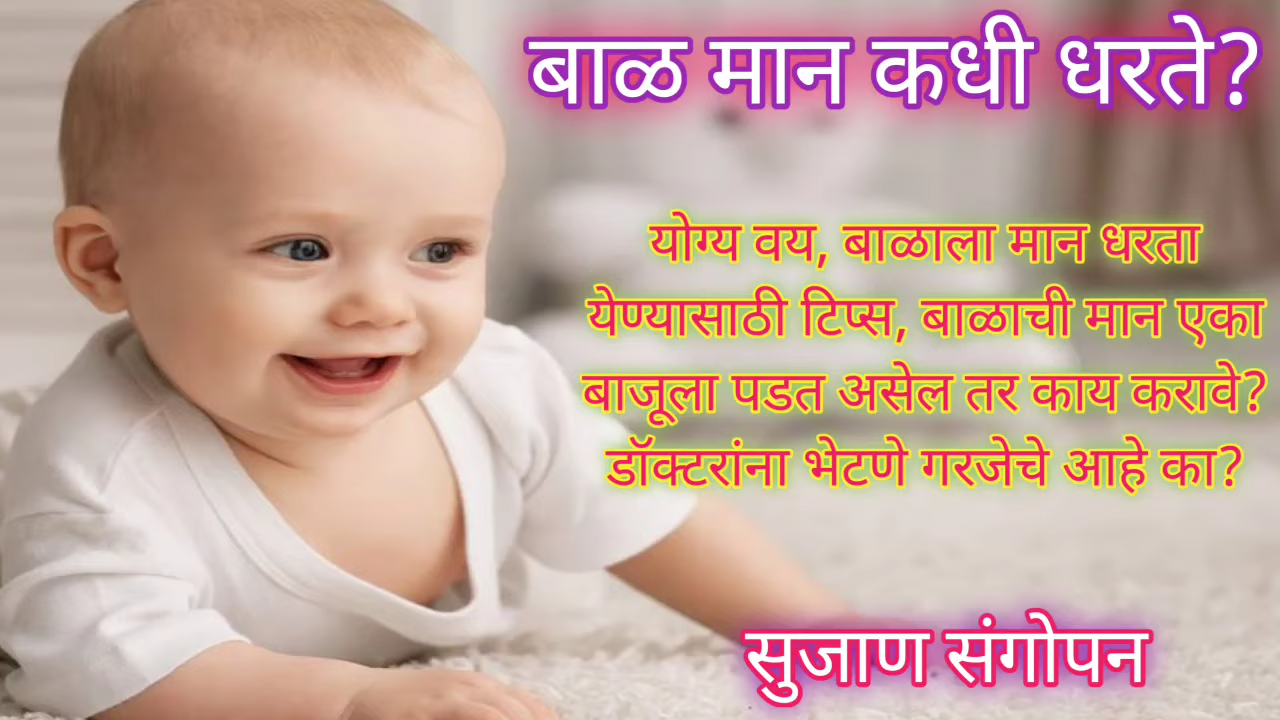 बाळ मान कधी धरते?
योग्य वय, बाळाला मान धरता
येण्यासाठी टिप्स, बाळाची मान एका
बाजूला पडत असेल तर काय करावे?
डॉक्टरांना भेटणे गरजेचे आहे का?
सुजाण संगोपन